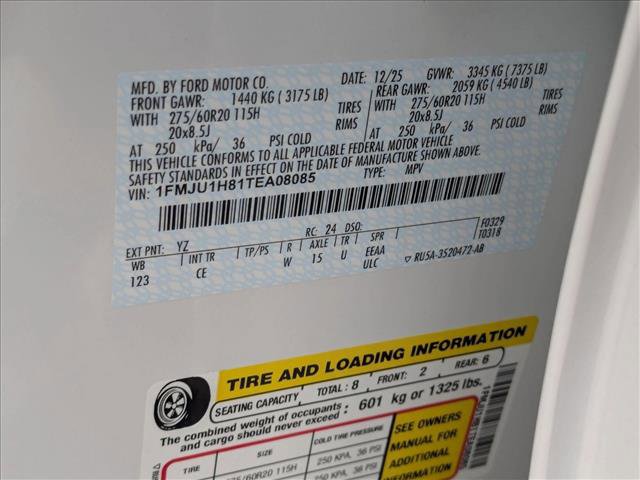 MFD. BY FORD MOTOR CO. DATE: 12/25 GVWR: 3345 KG ( 7375 LB)
FRONT GAWR: 1440 KG ( 3175 LB) REAR GAWR: 2059 KG ( 4540 LB)
WITH 275/60R20 115H TIRES WITH 275/60R20 115H TIRES
20x8.5J RIMS 20x8.5J RIMS
AT 250 kPa/ 36 PSI COLD AT 250 kPa/ 36 PSI COLD
THIS VEHICLE CONFORMS TO ALL APPLICABLE FEDERAL MOTOR VEHICLE
SAFETY STANDARDS IN EFFECT ON THE DATE OF MANUFACTURE SHOWN ABOVE.
VIN: 1FMJU1H81TEA08085 TYPE: MPV
EXT PNT: YZ RC: 24 DSO: F0329
T0318
WB INT TR TP/PS R AXLE TR SPR
123 CE W 15 U EEAA
ULC ▽ RU5A-3520472-AB
TIRE AND LOADING INFORMATION
SEATING CAPACITY TOTAL : 8 FRONT: 2 REAR: 6
The combined weight of occupants
and cargo should never exceed : 601 kg or 1325 lbs.
TIRE SIZE COLD TIRE PRESSURE
275/60R20 115H 250 KPA, 36 PSI
250 KPA, 36 PSI
SEE OWNERS
MANUAL FOR
ADDITIONAL
INFORMATION